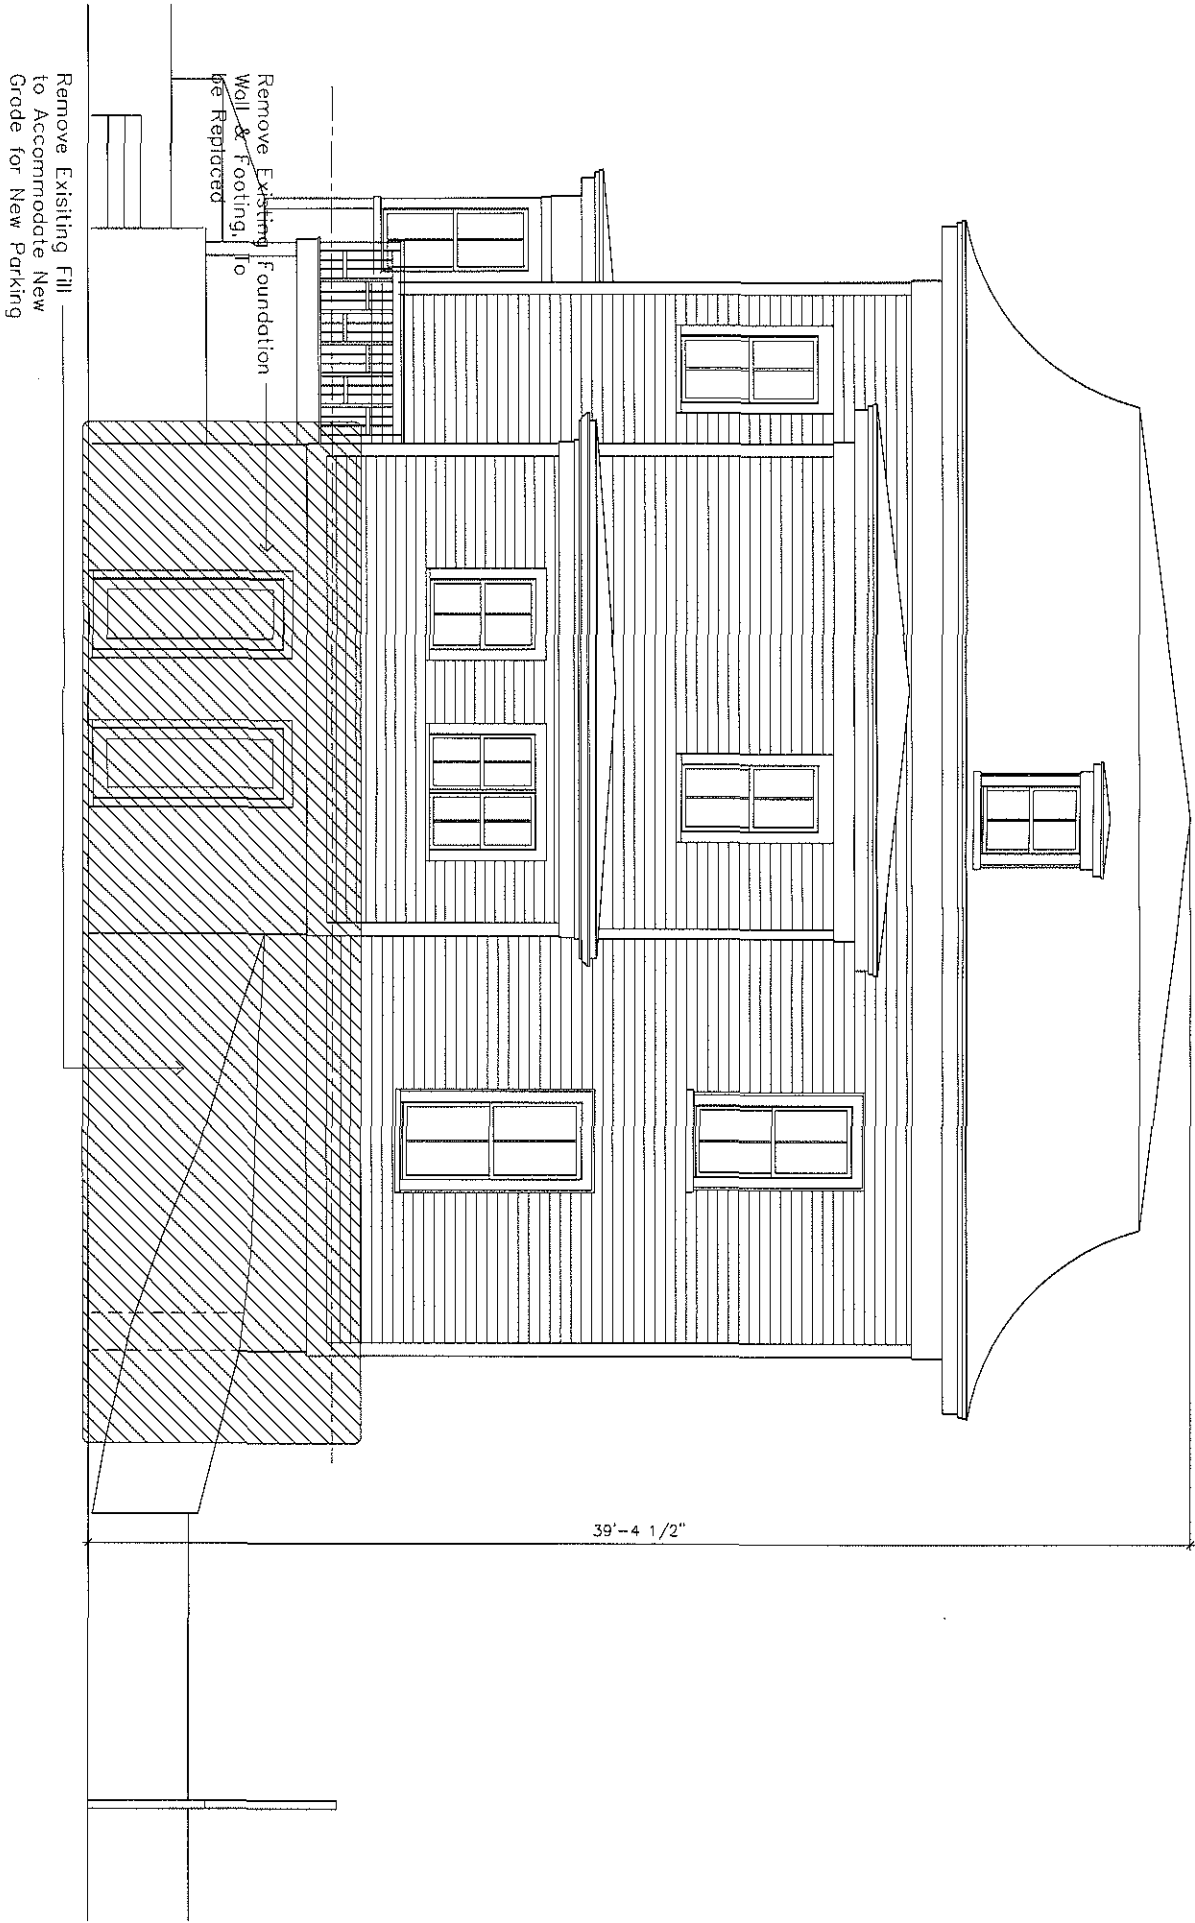 Remove Existing Foundation
Wall & Footing, To
be Replaced
Remove Exisiting Fill
to Accommodate New
Grade for New Parking
39'-4 1/2"